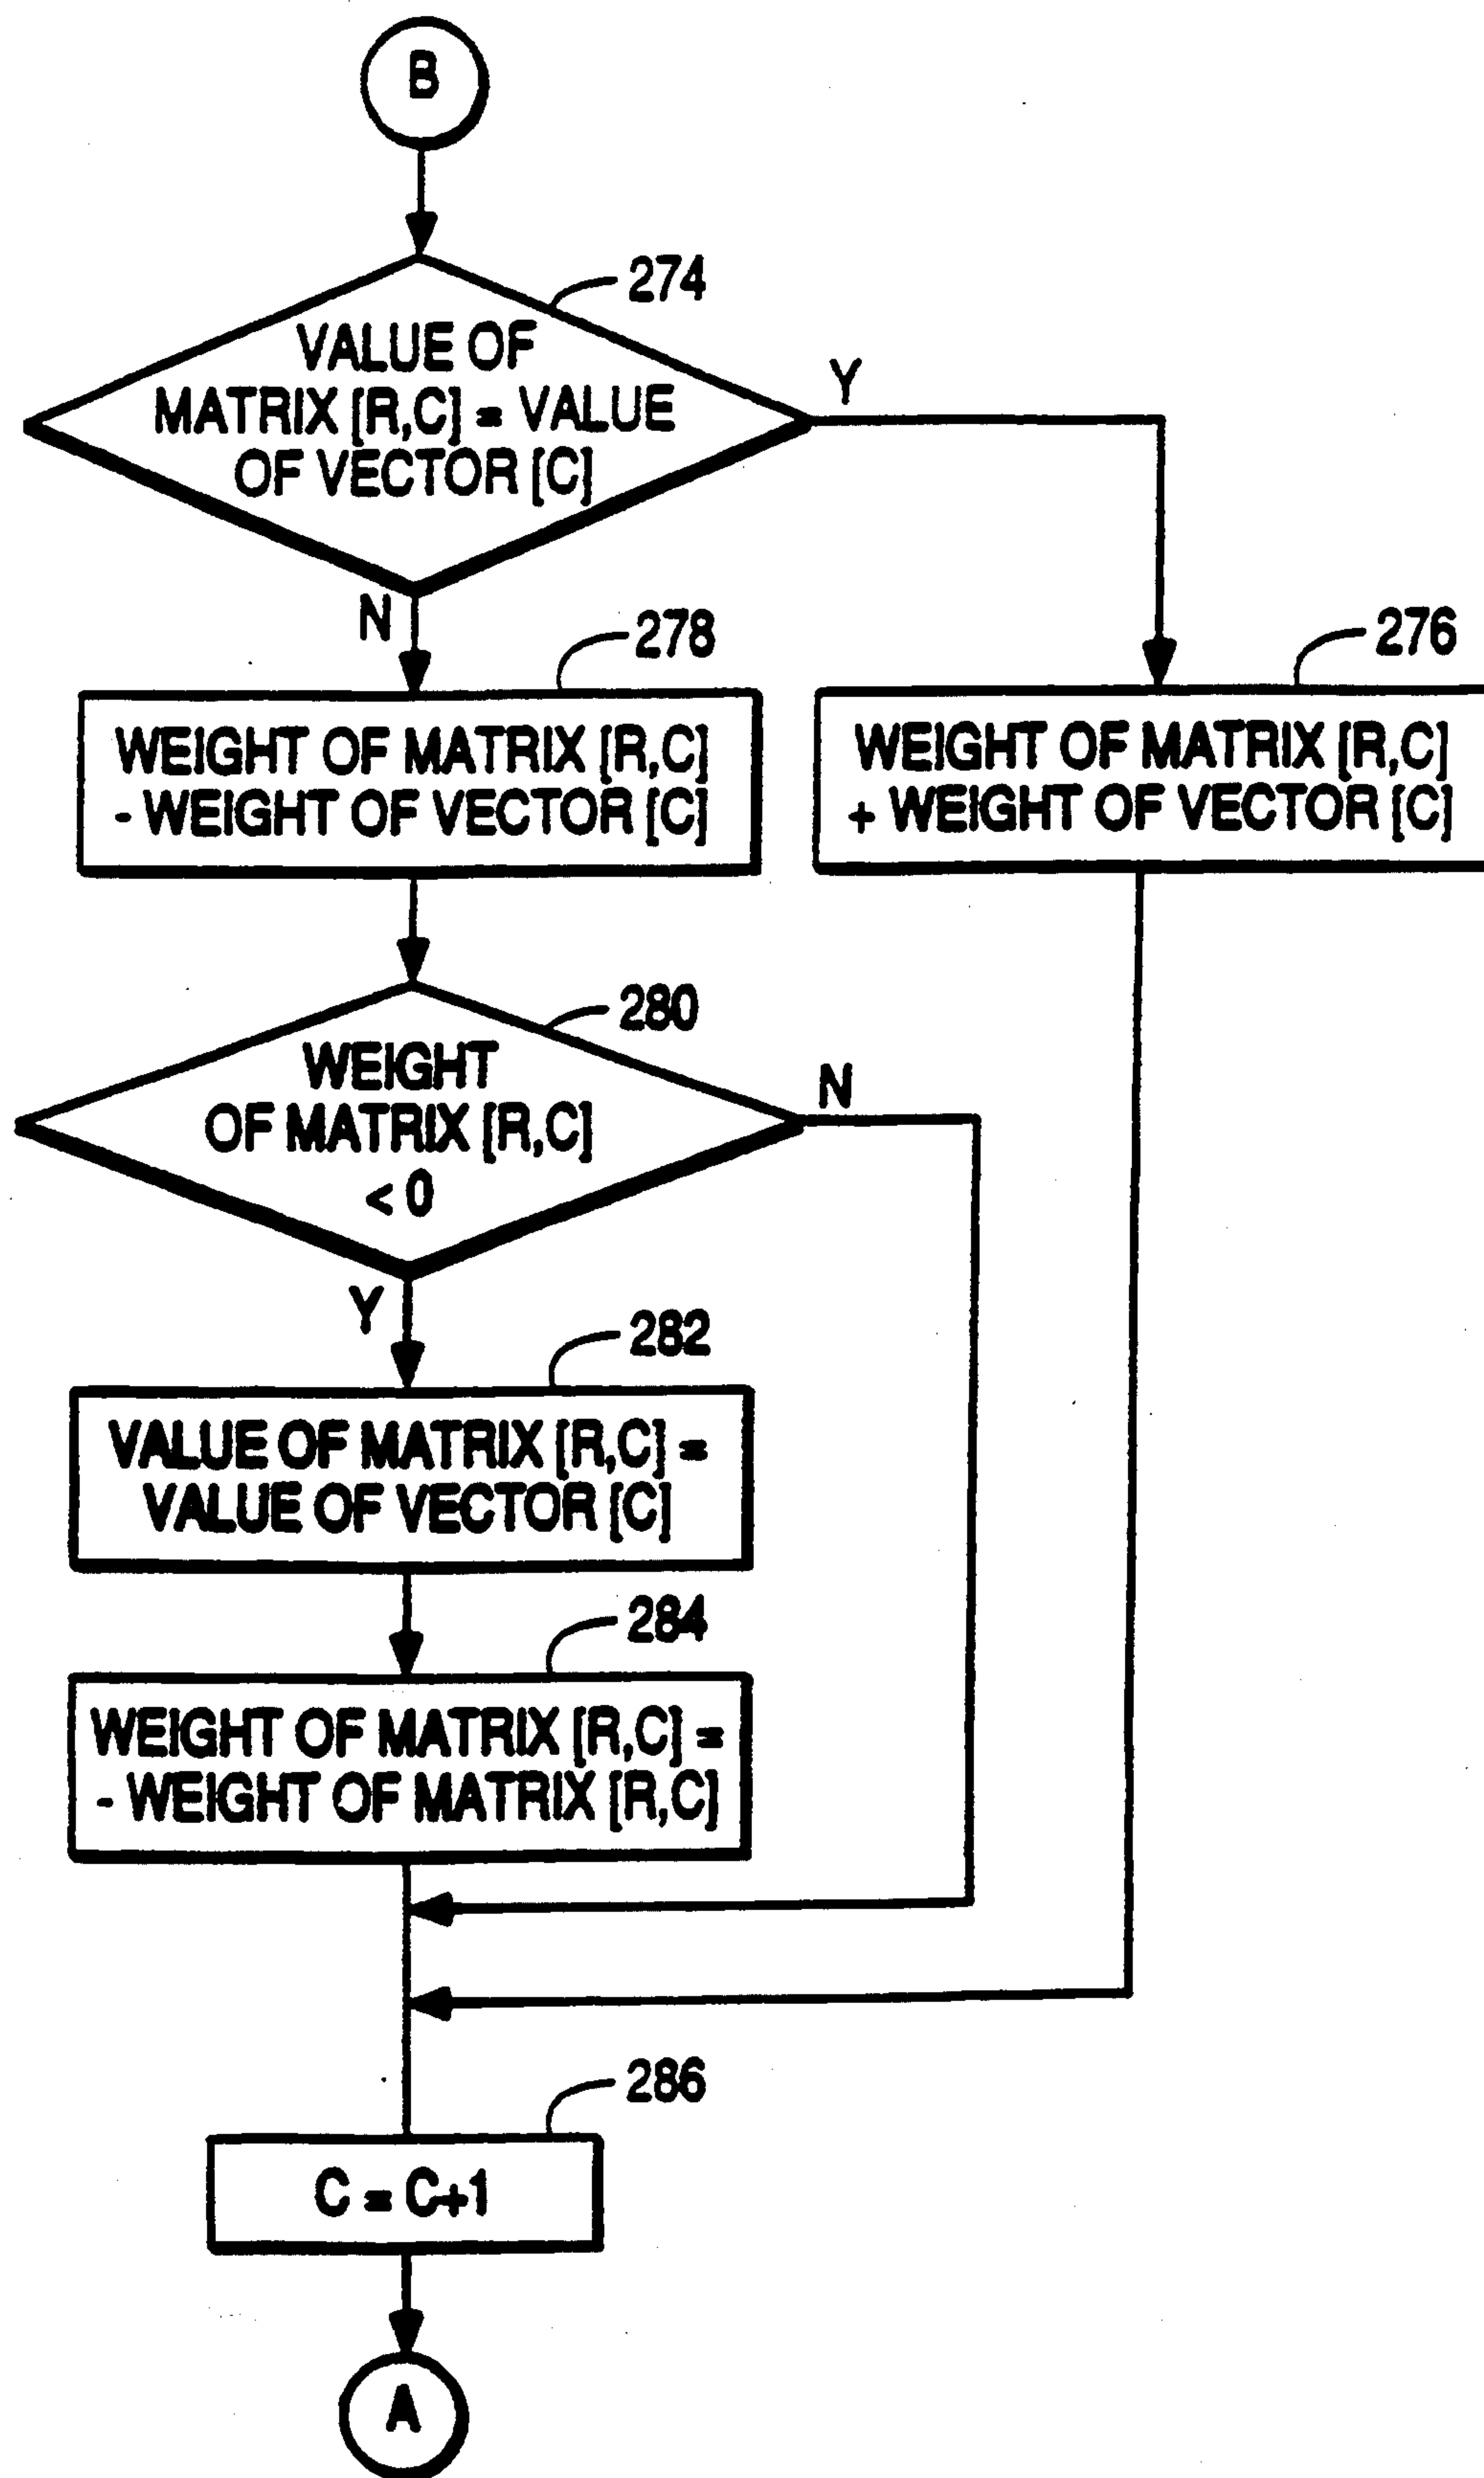 B
274
VALUE OF
MATRIX [R,C] = VALUE
OF VECTOR [C]
Y
N
278
WEIGHT OF MATRIX [R,C]
- WEIGHT OF VECTOR [C]
276
WEIGHT OF MATRIX [R,C]
+ WEIGHT OF VECTOR [C]
280
WEIGHT
OF MATRIX [R,C]
< 0
N
Y
282
VALUE OF MATRIX [R,C] =
VALUE OF VECTOR [C]
284
WEIGHT OF MATRIX [R,C] =
- WEIGHT OF MATRIX [R,C]
286
C = C+1
A